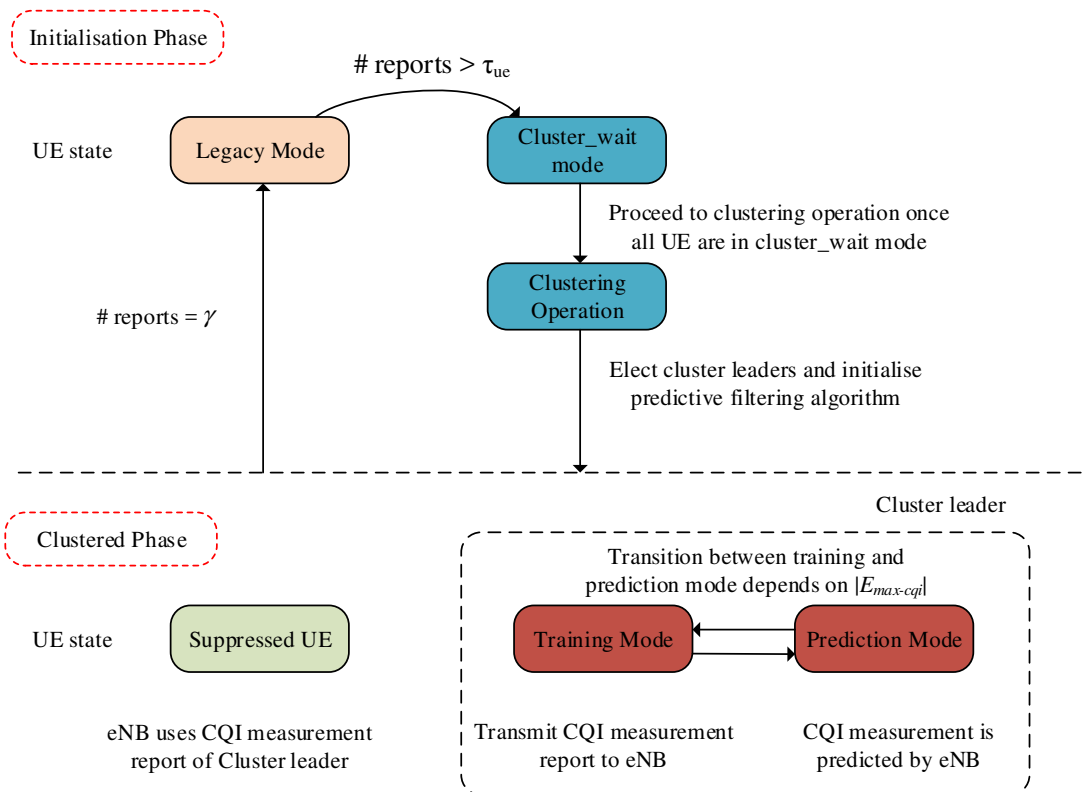 Initialisation Phase
# reports > τue
UE state
Legacy Mode
Cluster_wait
mode
Proceed to clustering operation once
all UE are in cluster_wait mode
Clustering
Operation
# reports = γ
Elect cluster leaders and initialise
predictive filtering algorithm
Cluster leader
Clustered Phase
Transition between training and
prediction mode depends on |Emax-cqi|
UE state
Suppressed UE
Training Mode
Prediction Mode
eNB uses CQI measurement
report of Cluster leader
Transmit CQI measurement
report to eNB
CQI measurement is
predicted by eNB